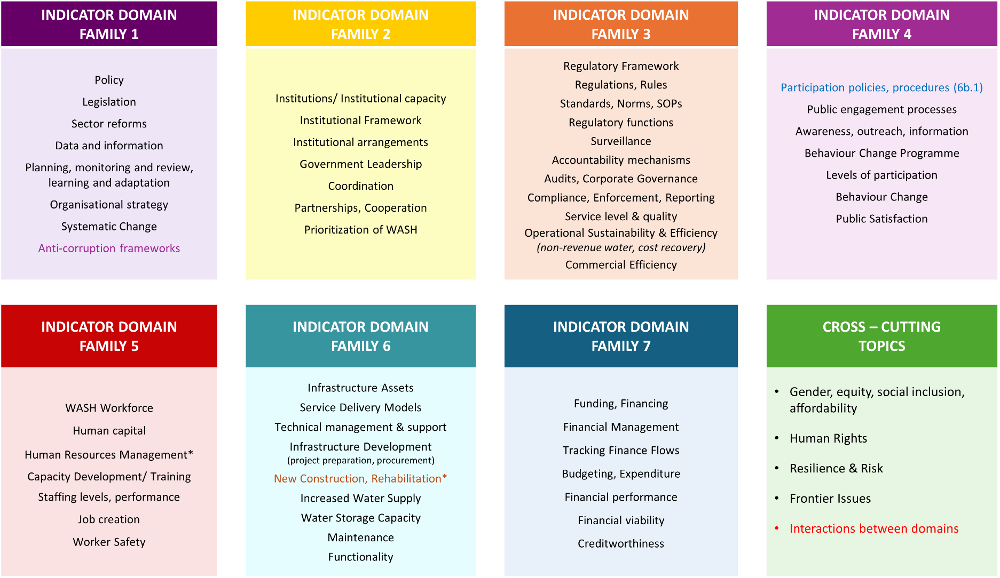 INDICATOR DOMAIN
FAMILY 1
Policy
Legislation
Sector reforms
Data and information
Planning, monitoring and review,
learning and adaptation
Organisational strategy
Systematic Change
Anti-corruption frameworks
INDICATOR DOMAIN
FAMILY 2
Institutions/ Institutional capacity
Institutional Framework
Institutional arrangements
Government Leadership
Coordination
Partnerships, Cooperation
Prioritization of WASH
INDICATOR DOMAIN
FAMILY 3
Regulatory Framework
Regulations, Rules
Standards, Norms, SOPs
Regulatory functions
Surveillance
Accountability mechanisms
Audits, Corporate Governance
Compliance, Enforcement, Reporting
Service level & quality
Operational Sustainability & Efficiency
(non-revenue water, cost recovery)
Commercial Efficiency
INDICATOR DOMAIN
FAMILY 4
Participation policies, procedures (6b.1)
Public engagement processes
Awareness, outreach, information
Behaviour Change Programme
Levels of participation
Behaviour Change
Public Satisfaction
INDICATOR DOMAIN
FAMILY 5
WASH Workforce
Human capital
Human Resources Management*
Capacity Development/ Training
Staffing levels, performance
Job creation
Worker Safety
INDICATOR DOMAIN
FAMILY 6
Infrastructure Assets
Service Delivery Models
Technical management & support
Infrastructure Development
(project preparation, procurement)
New Construction, Rehabilitation*
Increased Water Supply
Water Storage Capacity
Maintenance
Functionality
INDICATOR DOMAIN
FAMILY 7
Funding, Financing
Financial Management
Tracking Finance Flows
Budgeting, Expenditure
Financial performance
Financial viability
Creditworthiness
CROSS – CUTTING
TOPICS
• Gender, equity, social inclusion,
affordability
• Human Rights
• Resilience & Risk
• Frontier Issues
• Interactions between domains